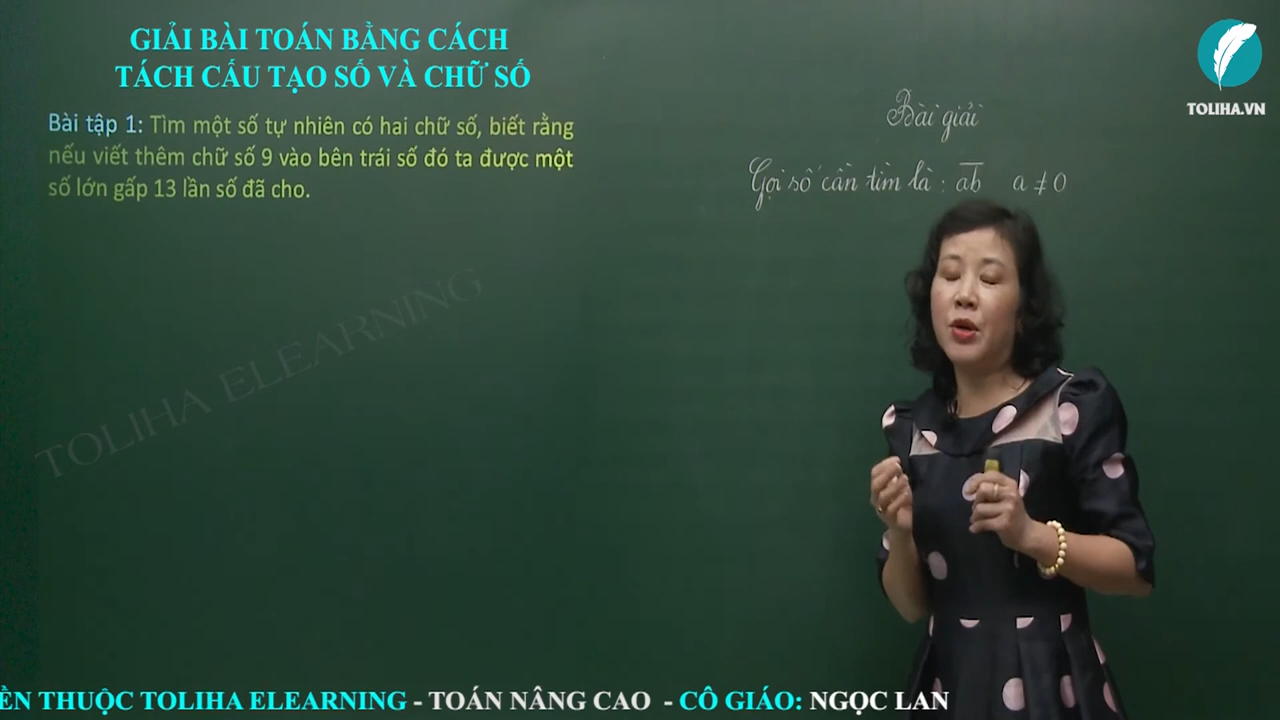 GIẢI BÀI TOÁN BẰNG CÁCH
TÁCH CẤU TẠO SỐ VÀ CHỮ SỐ
Bài tập 1: Tìm một số tự nhiên có hai chữ số, biết rằng
nếu viết thêm chữ số 9 vào bên trái số đó ta được một
số lớn gấp 13 lần số đã cho.
TOLIHA.VN
Bài giải
Gọi số cần tìm là : a̅b̅ a ≠ 0
TOLIHA ELEARNING
ỀN THUỘC TOLIHA ELEARNING - TOÁN NÂNG CAO - CÔ GIÁO: NGỌC LAN